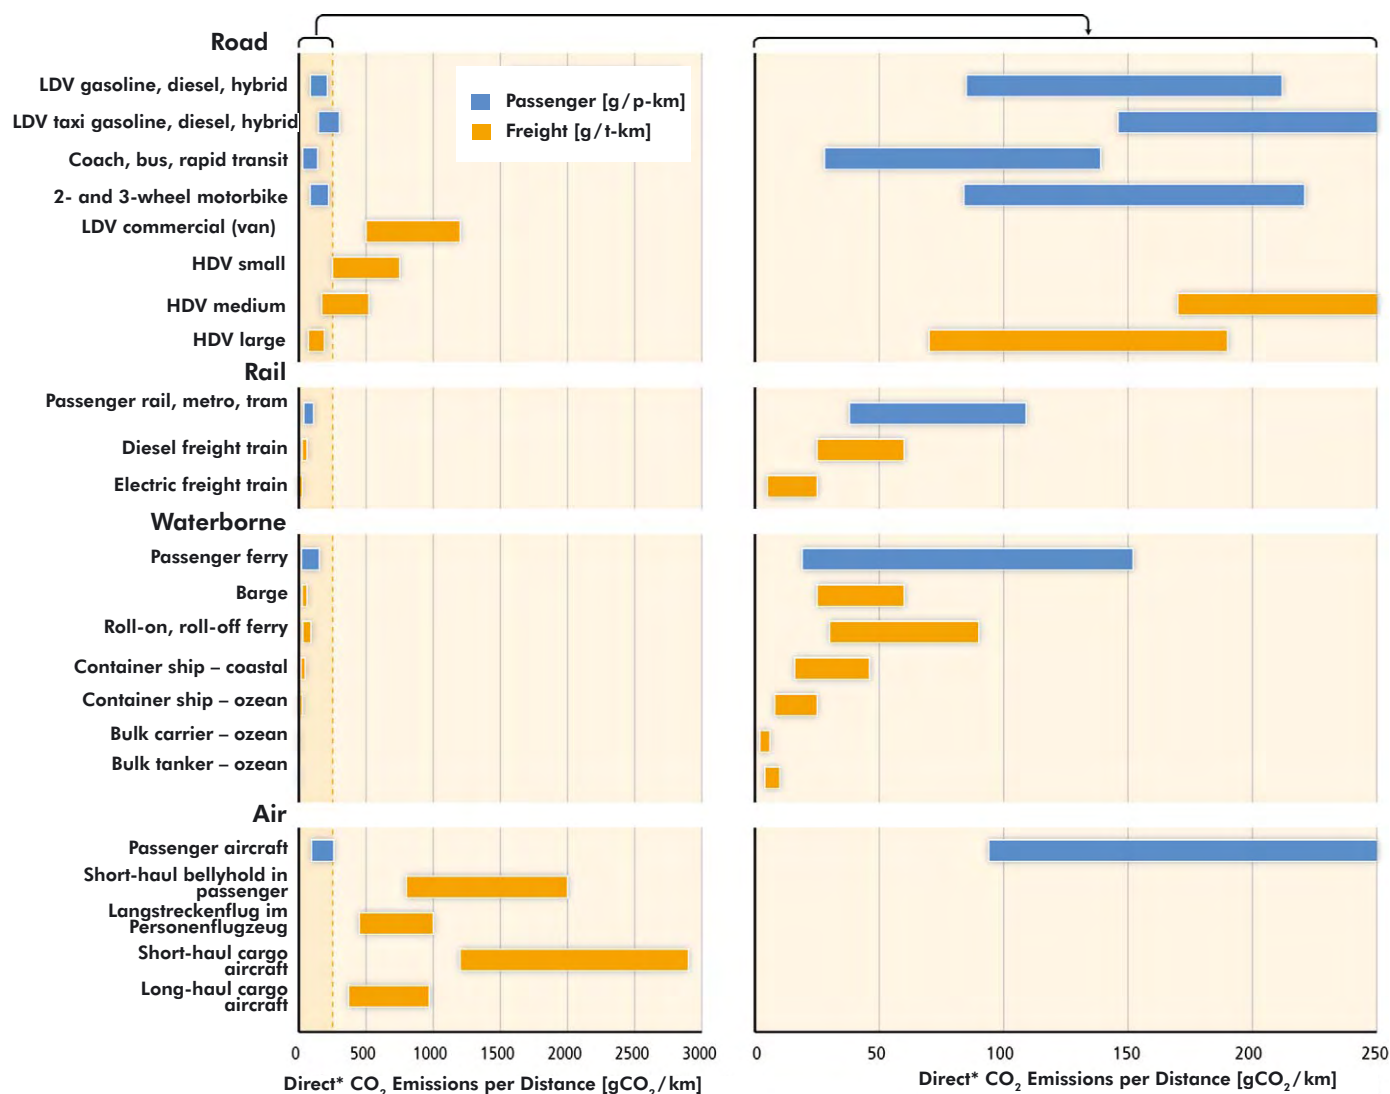 Road
LDV gasoline, diesel, hybrid
LDV taxi gasoline, diesel, hybrid
Coach, bus, rapid transit
2- and 3-wheel motorbike
LDV commercial (van)
HDV small
HDV medium
HDV large
Passenger [g/p-km]
Freight [g/t-km]
Rail
Passenger rail, metro, tram
Diesel freight train
Electric freight train
Waterborne
Passenger ferry
Barge
Roll-on, roll-off ferry
Container ship – coastal
Container ship – ozean
Bulk carrier – ozean
Bulk tanker – ozean
Air
Passenger aircraft
Short-haul bellyhold in
passenger
Langstreckenflug im
Personenflugzeug
Short-haul cargo
aircraft
Long-haul cargo
aircraft
0 500 1000 1500 2000 2500 3000
Direct* CO₂ Emissions per Distance [gCO₂/km]
0 50 100 150 200 250
Direct* CO₂ Emissions per Distance [gCO₂/km]